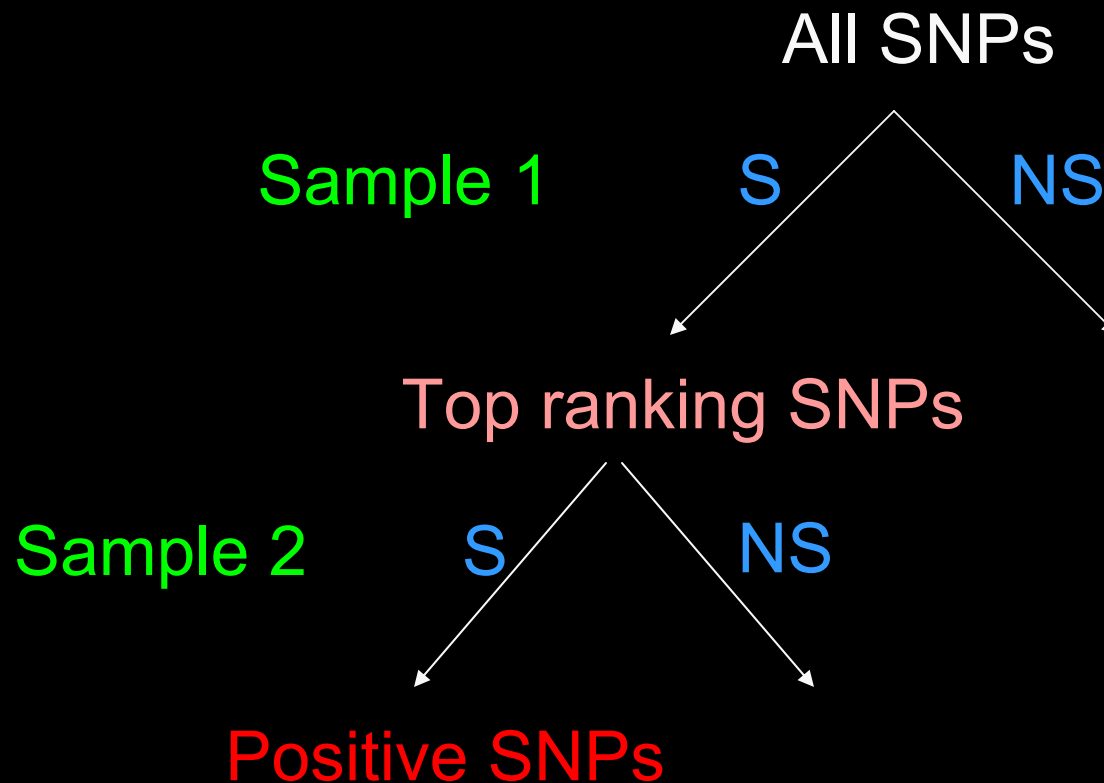 All SNPs
Sample 1 S NS
Top ranking SNPs
Sample 2 S NS
Positive SNPs